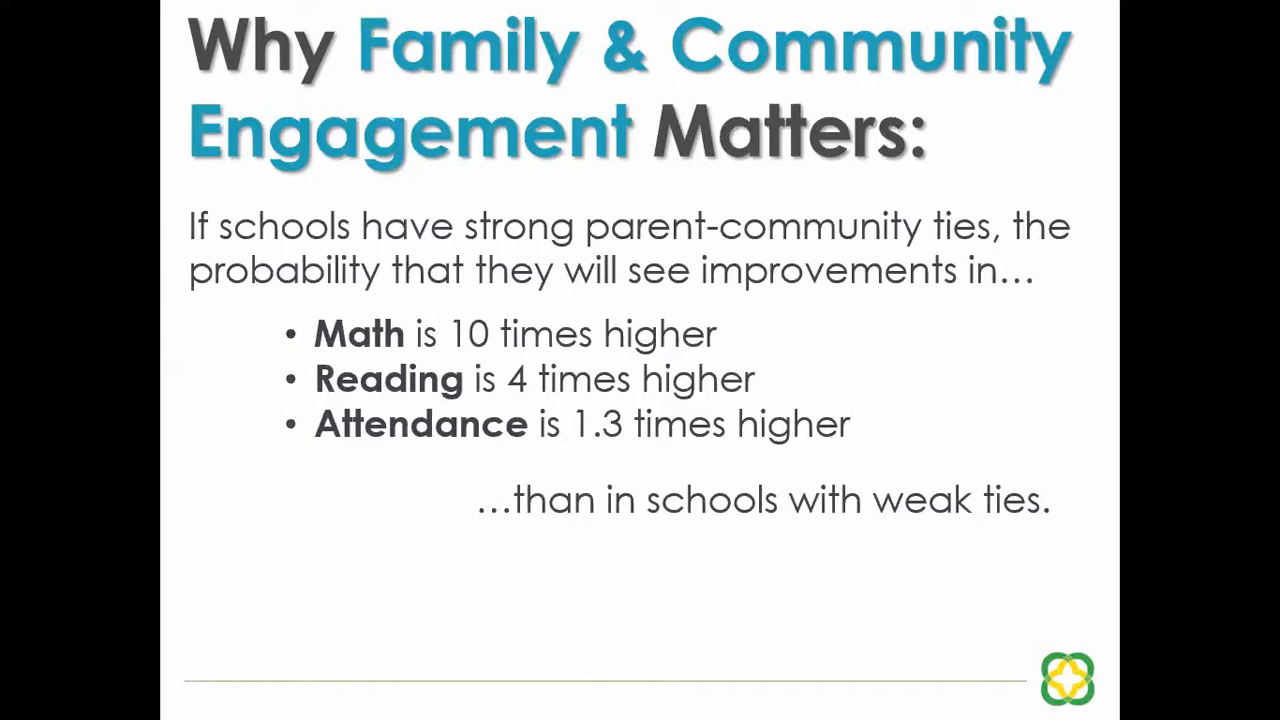 Why Family & Community
Engagement Matters:
If schools have strong parent-community ties, the
probability that they will see improvements in…
• Math is 10 times higher
• Reading is 4 times higher
• Attendance is 1.3 times higher
…than in schools with weak ties.